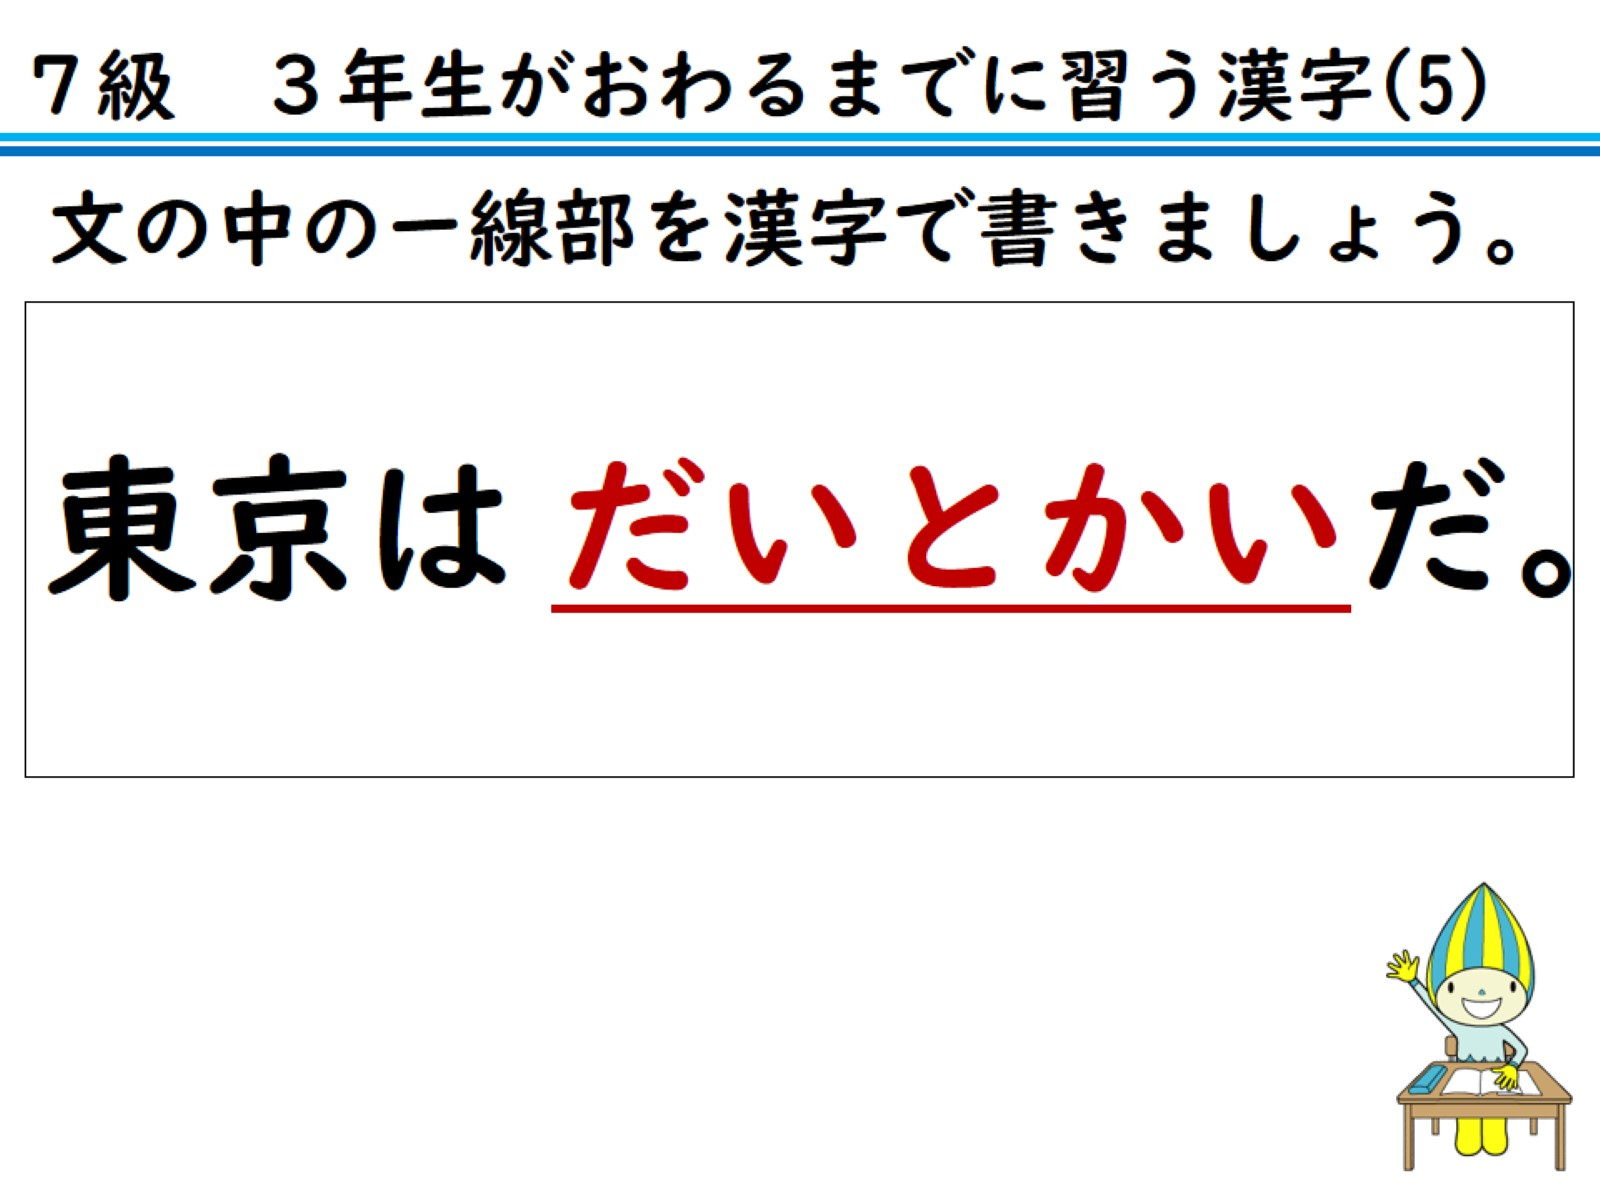 ７級　３年生がおわるまでに習う漢字(5)
文の中の一線部を漢字で書きましょう。
東京はだいとかいだ。